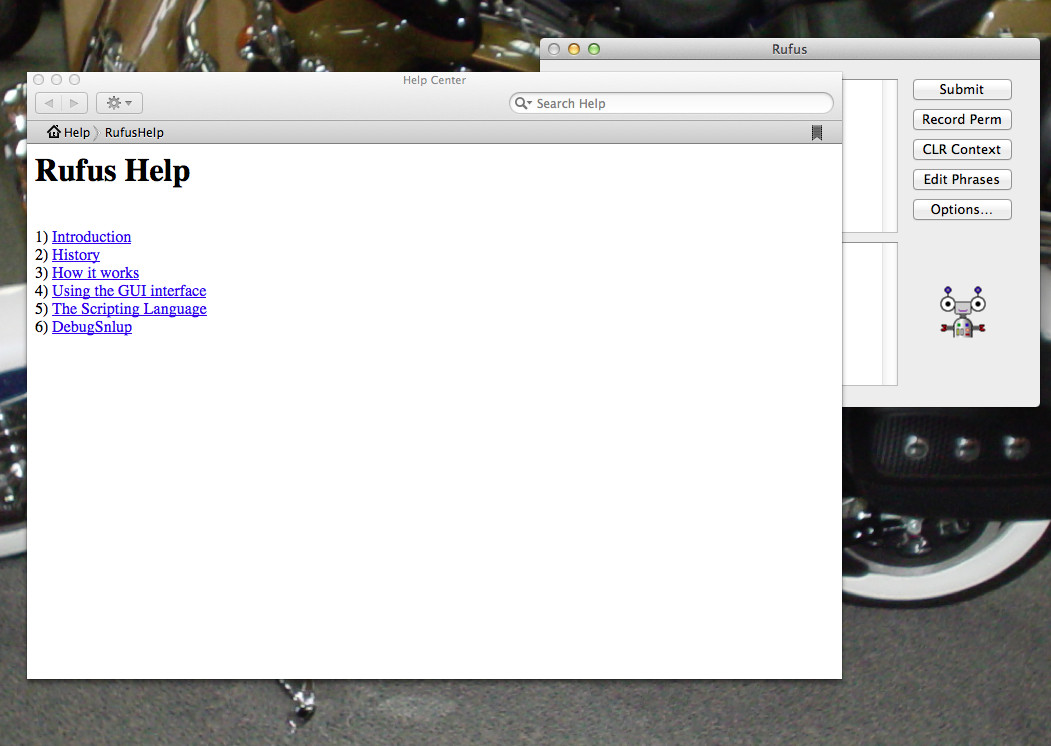 Rufus
Help Center
Search Help
Help
RufusHelp
Rufus Help
1) Introduction
2) History
3) How it works
4) Using the GUI interface
5) The Scripting Language
6) DebugSnlup
Submit
Record Perm
CLR Context
Edit Phrases
Options...